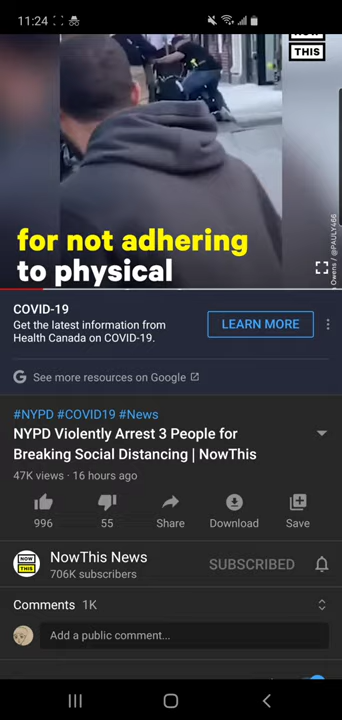 11:24
NOW
THIS
for not adhering
to physical
Owens / @PAULY466
COVID-19
Get the latest information from
Health Canada on COVID-19.
LEARN MORE
G See more resources on Google
#NYPD #COVID19 #News
NYPD Violently Arrest 3 People for
Breaking Social Distancing | NowThis
47K views · 16 hours ago
996
55
Share
Download
Save
NOW
THIS
NowThis News
706K subscribers
SUBSCRIBED
Comments 1K
Add a public comment...